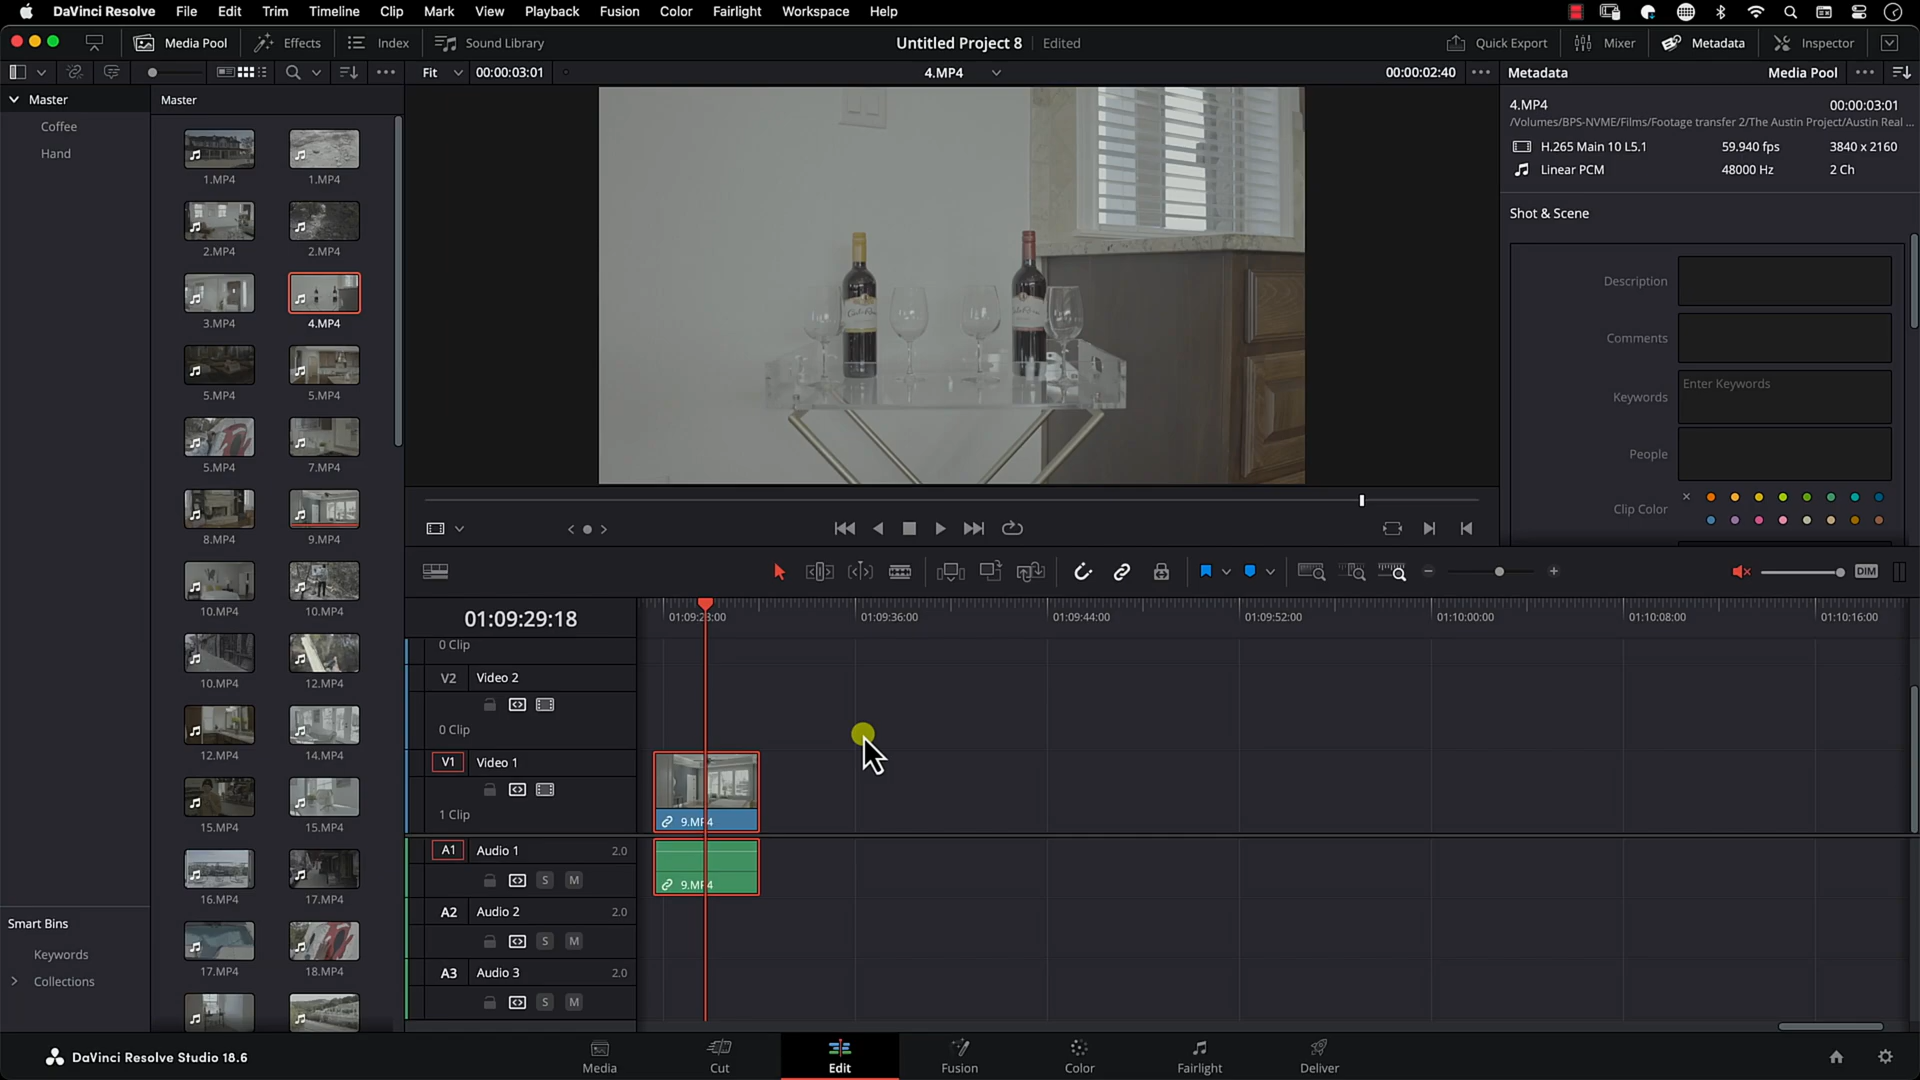 DaVinci Resolve File Edit Trim Timeline Clip Mark View Playback Fusion Color Fairlight Workspace Help
Media Pool Effects Index Sound Library Untitled Project 8 Edited Quick Export Mixer Metadata Inspector
Fit 00:00:03:01 4.MP4 00:00:02:40 Metadata Media Pool
Master
Coffee
Hand
Smart Bins
Keywords
Collections
Master
1.MP4 1.MP4
2.MP4 2.MP4
3.MP4 4.MP4
5.MP4 5.MP4
5.MP4 7.MP4
8.MP4 9.MP4
10.MP4 10.MP4
10.MP4 12.MP4
12.MP4 14.MP4
15.MP4 15.MP4
16.MP4 17.MP4
17.MP4 18.MP4
4.MP4 00:00:03:01
/Volumes/BPS-NVME/Films/Footage transfer 2/The Austin Project/Austin Real ...
H.265 Main 10 L5.1 59.940 fps 3840 x 2160
Linear PCM 48000 Hz 2 Ch
Shot & Scene
Description
Comments
Keywords Enter Keywords
People
Clip Color
DIM
01:09:29:18
01:09:28:00 01:09:36:00 01:09:44:00 01:09:52:00 01:10:00:00 01:10:08:00 01:10:16:00
0 Clip
V2 Video 2
0 Clip
V1 Video 1
1 Clip
9.MP4
A1 Audio 1 2.0
S M
9.MP4
A2 Audio 2 2.0
S M
A3 Audio 3 2.0
S M
DaVinci Resolve Studio 18.6
Media Cut Edit Fusion Color Fairlight Deliver